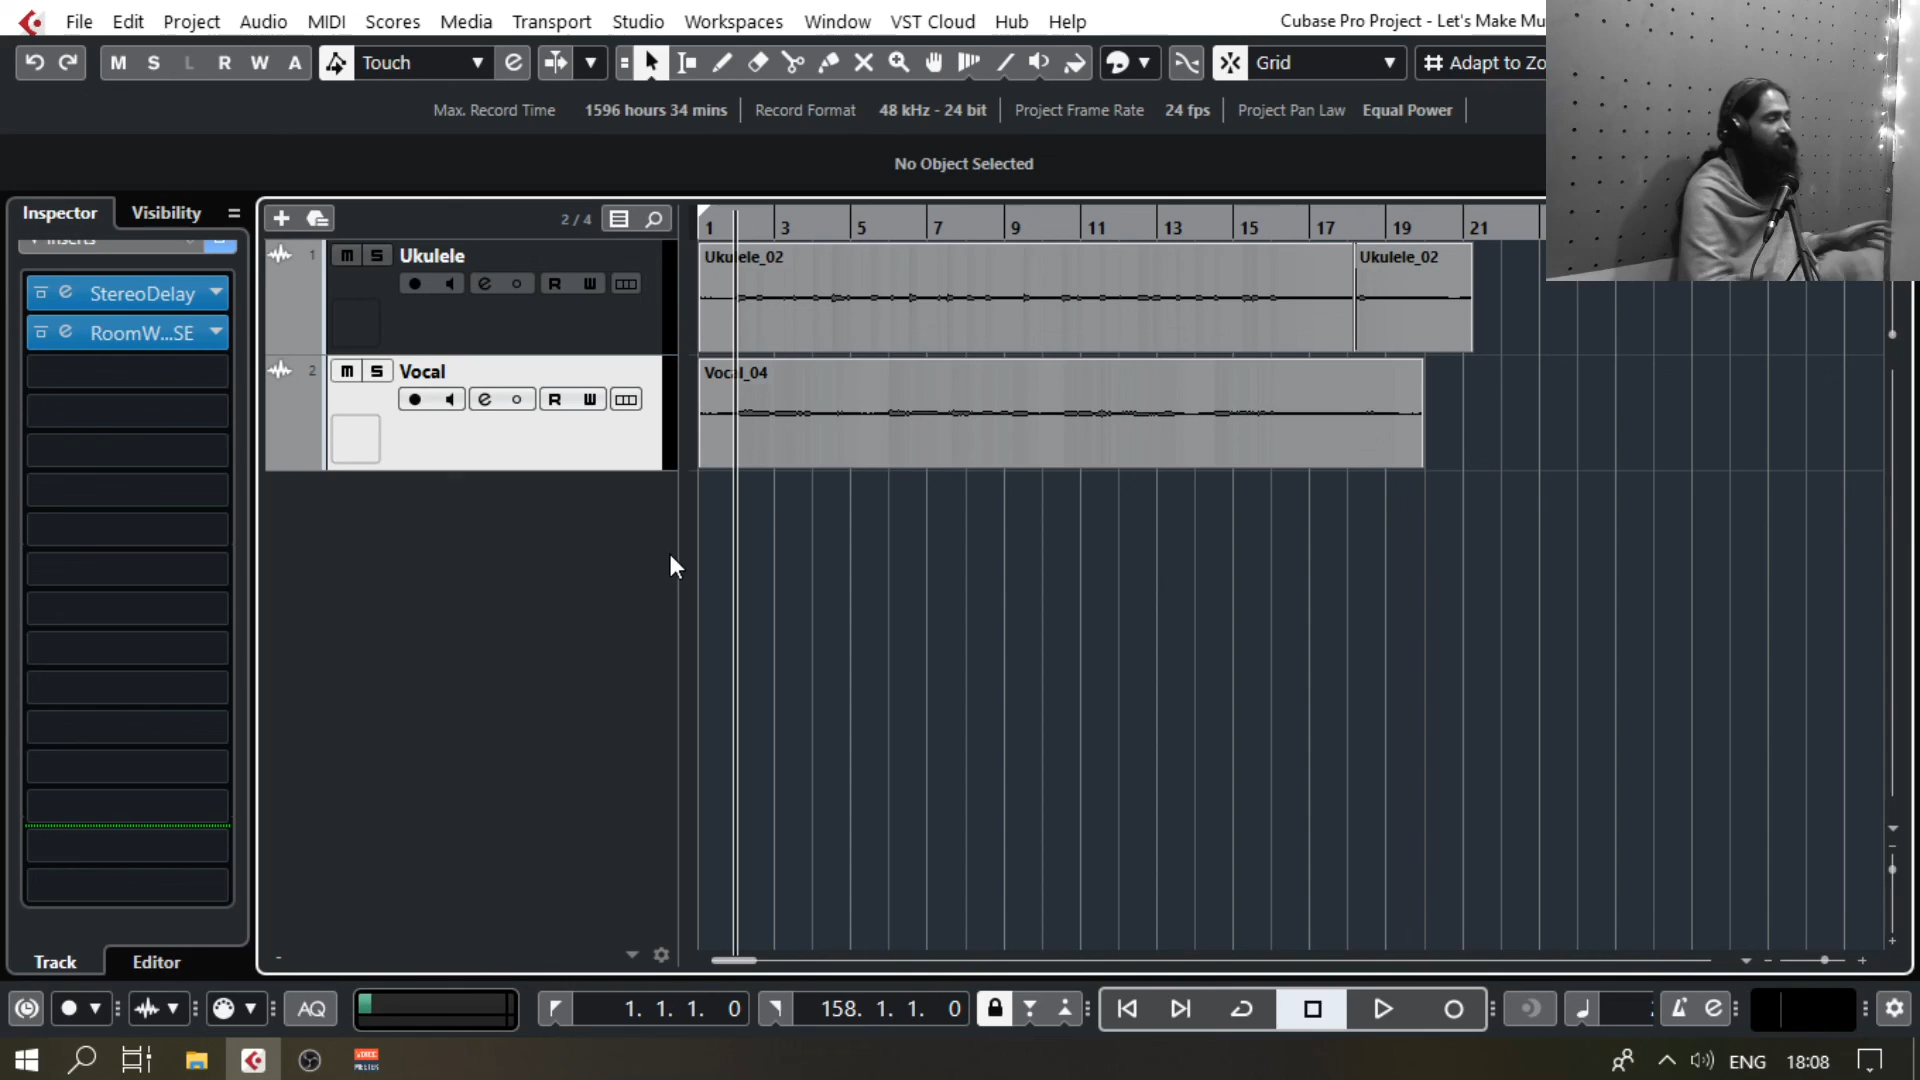 File Edit Project Audio MIDI Scores Media Transport Studio Workspaces Window VST Cloud Hub Help
Cubase Pro Project - Let's Make Mu
M S L R W A Touch Grid Adapt to Zo
Max. Record Time 1596 hours 34 mins Record Format 48 kHz - 24 bit Project Frame Rate 24 fps Project Pan Law Equal Power
No Object Selected
Inspector Visibility
2 / 4
1 3 5 7 9 11 13 15 17 19 21
Inserts
1 m S Ukulele
R W
Ukulele_02 Ukulele_02
StereoDelay
RoomW...SE
2 m S Vocal
R W
Vocal_04
Track Editor
AQ 1. 1. 1. 0 158. 1. 1. 0
VOICE MELIUS ENG 18:08